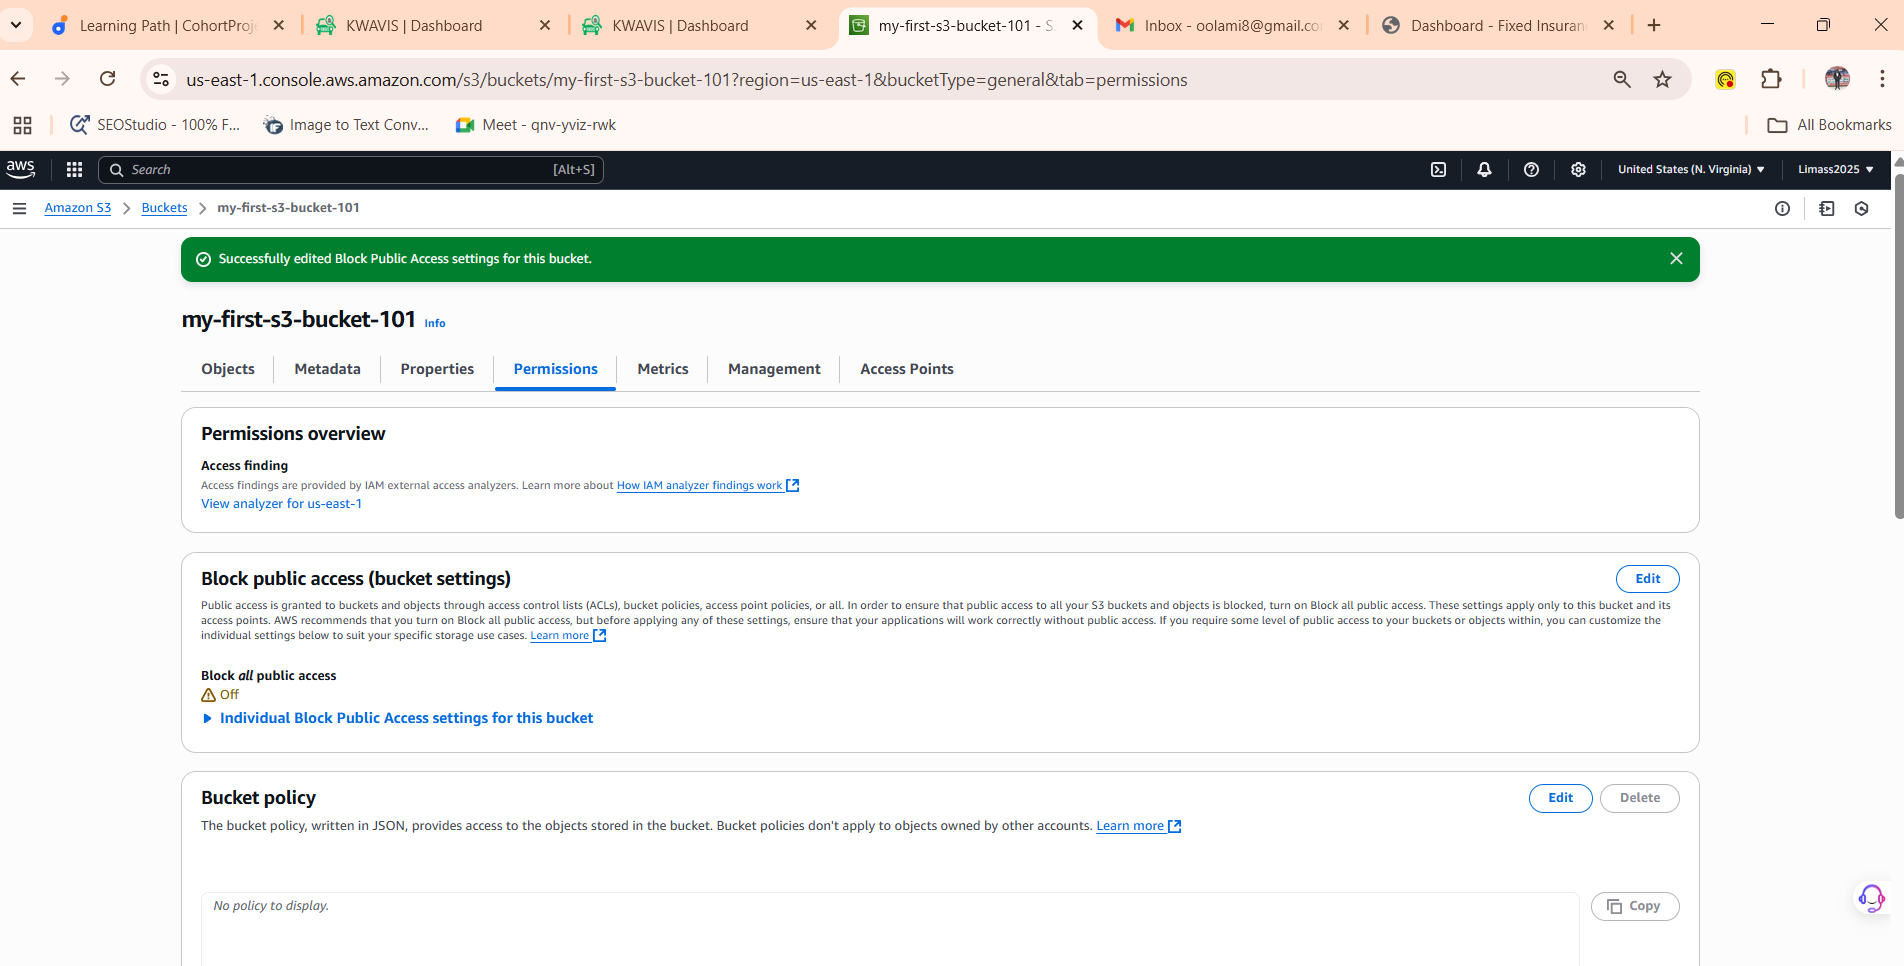 Learning Path | CohortProj
KWAVIS | Dashboard
KWAVIS | Dashboard
my-first-s3-bucket-101 - S
Inbox - oolami8@gmail.co
Dashboard - Fixed Insuran
us-east-1.console.aws.amazon.com/s3/buckets/my-first-s3-bucket-101?region=us-east-1&bucketType=general&tab=permissions
SEOStudio - 100% F...
Image to Text Conv...
Meet - qnv-yviz-rwk
All Bookmarks
aws
Search
[Alt+S]
United States (N. Virginia)
Limass2025
Amazon S3
Buckets
my-first-s3-bucket-101
Successfully edited Block Public Access settings for this bucket.
my-first-s3-bucket-101 Info
Objects
Metadata
Properties
Permissions
Metrics
Management
Access Points
Permissions overview
Access finding
Access findings are provided by IAM external access analyzers. Learn more about How IAM analyzer findings work
View analyzer for us-east-1
Block public access (bucket settings)
Edit
Public access is granted to buckets and objects through access control lists (ACLs), bucket policies, access point policies, or all. In order to ensure that public access to all your S3 buckets and objects is blocked, turn on Block all public access. These settings apply only to this bucket and its
access points. AWS recommends that you turn on Block all public access, but before applying any of these settings, ensure that your applications will work correctly without public access. If you require some level of public access to your buckets or objects within, you can customize the
individual settings below to suit your specific storage use cases. Learn more
Block all public access
Off
Individual Block Public Access settings for this bucket
Bucket policy
Edit
Delete
The bucket policy, written in JSON, provides access to the objects stored in the bucket. Bucket policies don't apply to objects owned by other accounts. Learn more
No policy to display.
Copy